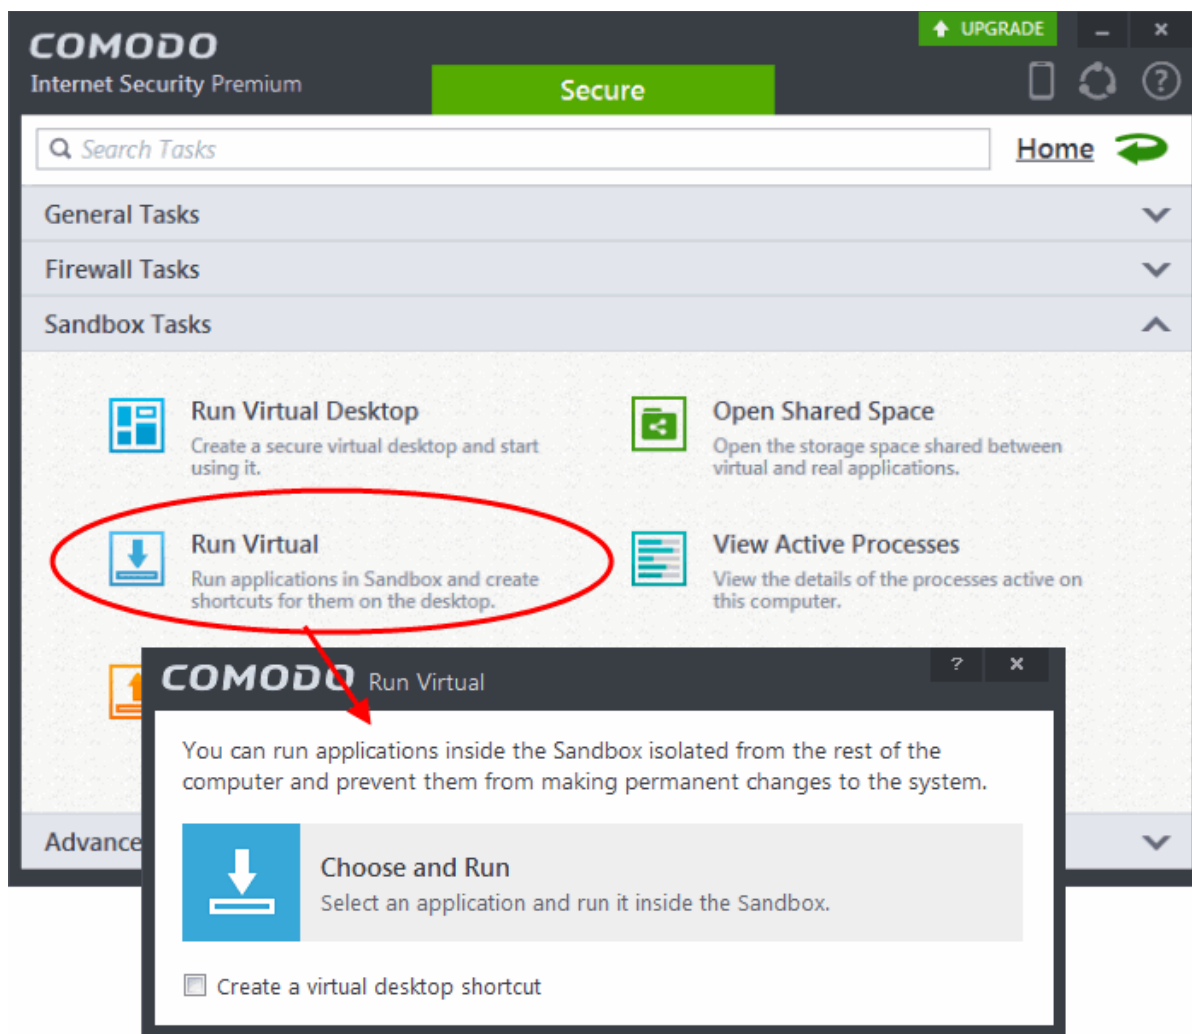 COMODO
UPGRADE
Internet Security Premium
Secure
Search Tasks
Home
General Tasks
Firewall Tasks
Sandbox Tasks
Run Virtual Desktop
Create a secure virtual desktop and start
using it.
Open Shared Space
Open the storage space shared between
virtual and real applications.
Run Virtual
Run applications in Sandbox and create
shortcuts for them on the desktop.
View Active Processes
View the details of the processes active on
this computer.
COMODO Run Virtual
?
You can run applications inside the Sandbox isolated from the rest of the
computer and prevent them from making permanent changes to the system.
Advance
Choose and Run
Select an application and run it inside the Sandbox.
Create a virtual desktop shortcut